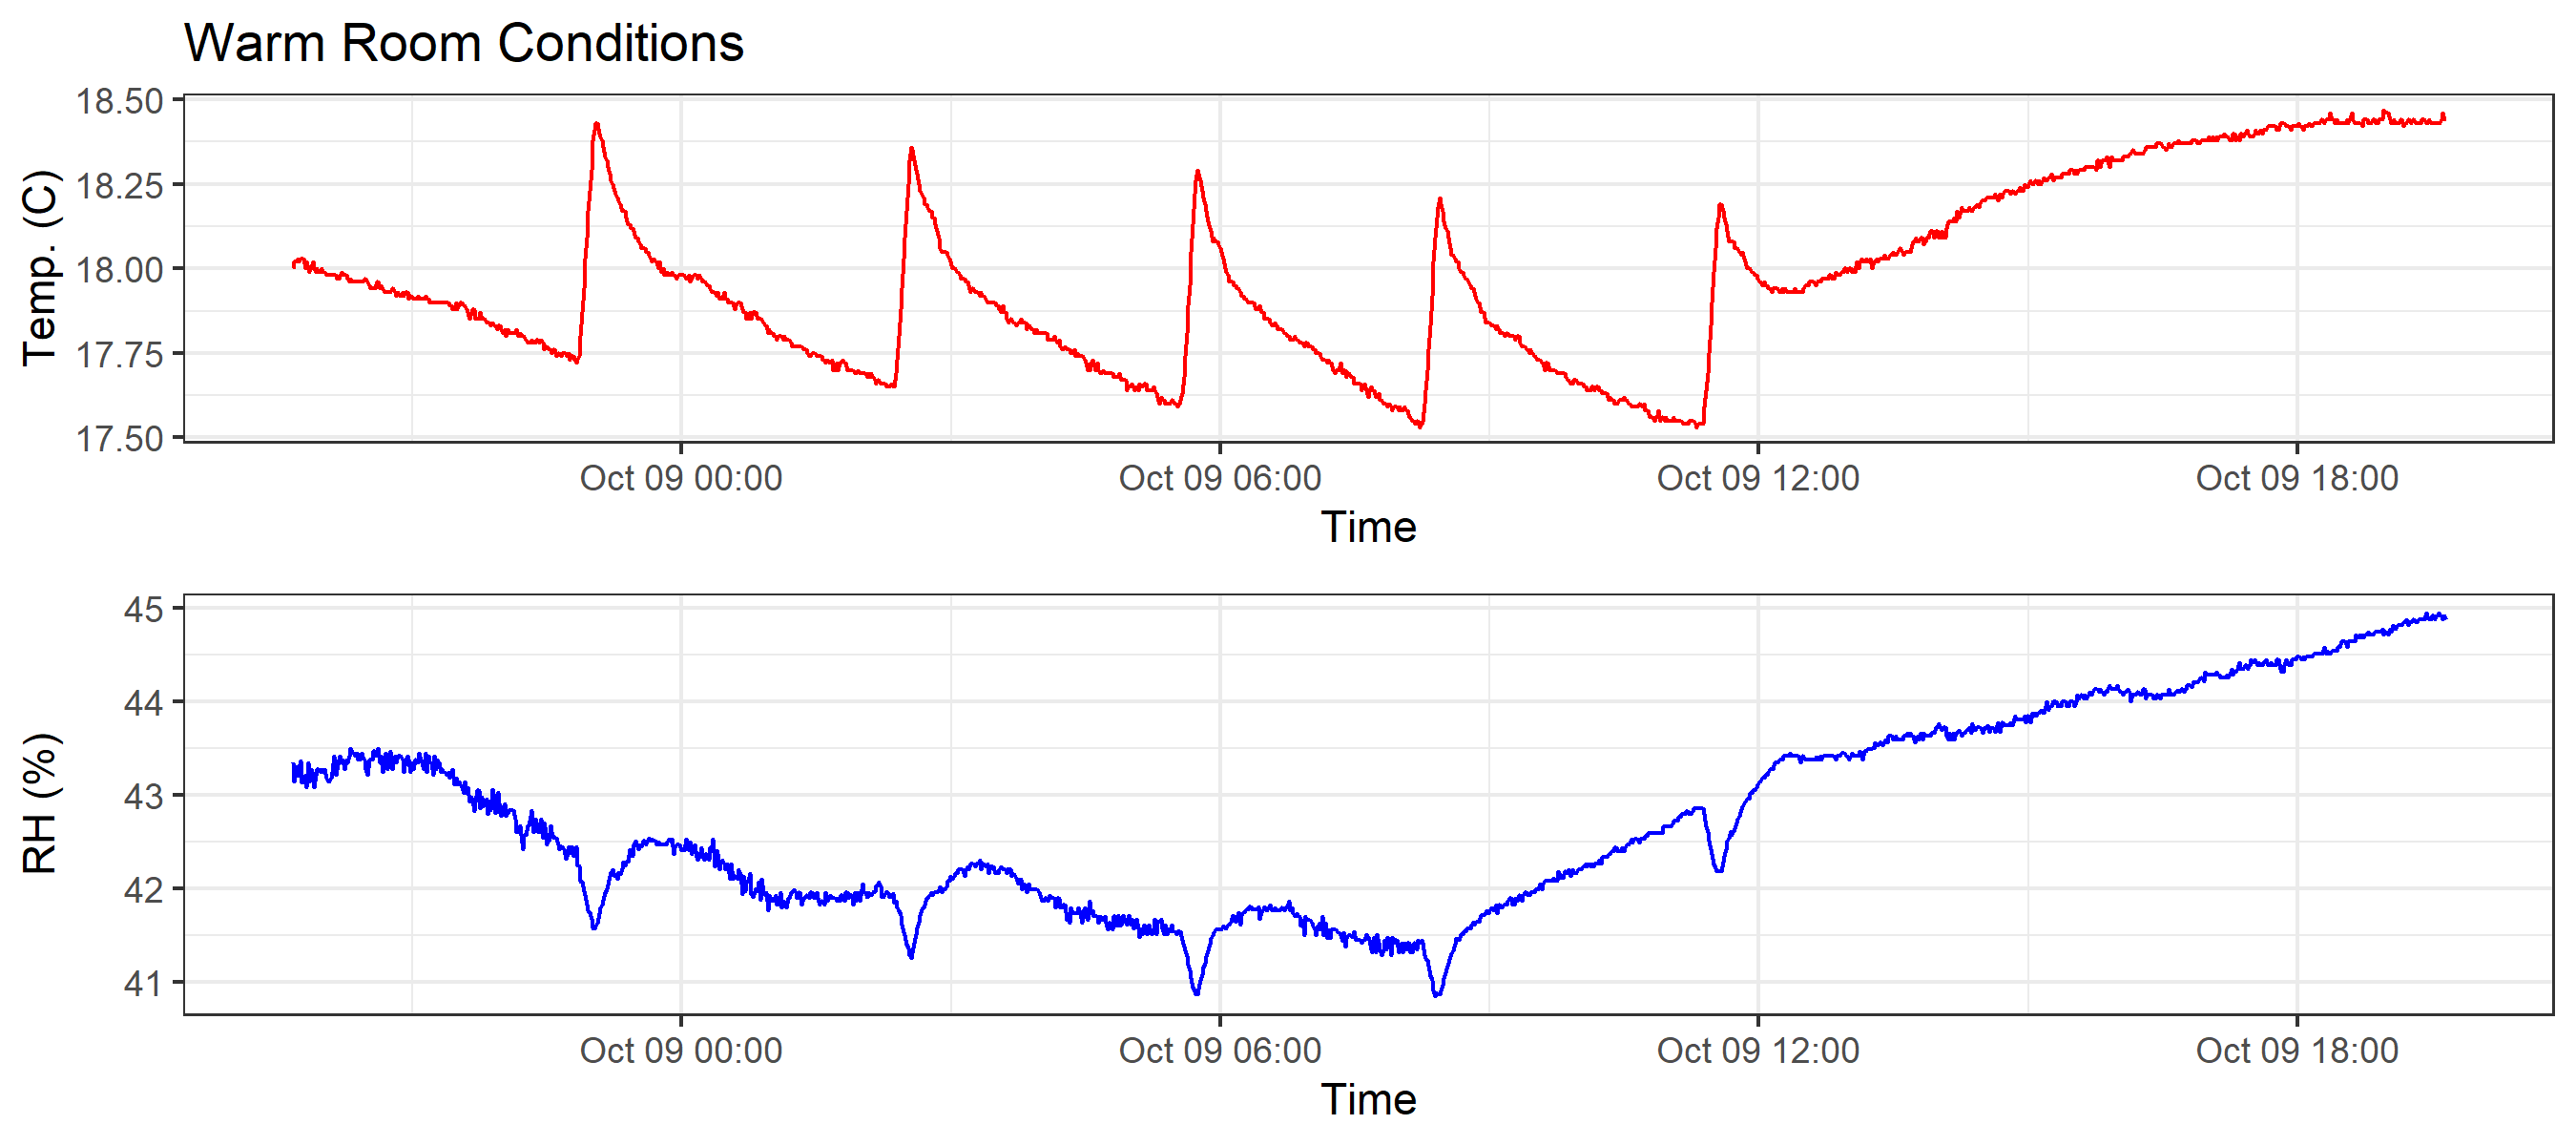 Warm Room Conditions
Temp. (C)
18.50
18.25
18.00
17.75
17.50
Oct 09 00:00 Oct 09 06:00 Oct 09 12:00 Oct 09 18:00
Time
RH (%)
45
44
43
42
41
Oct 09 00:00 Oct 09 06:00 Oct 09 12:00 Oct 09 18:00
Time